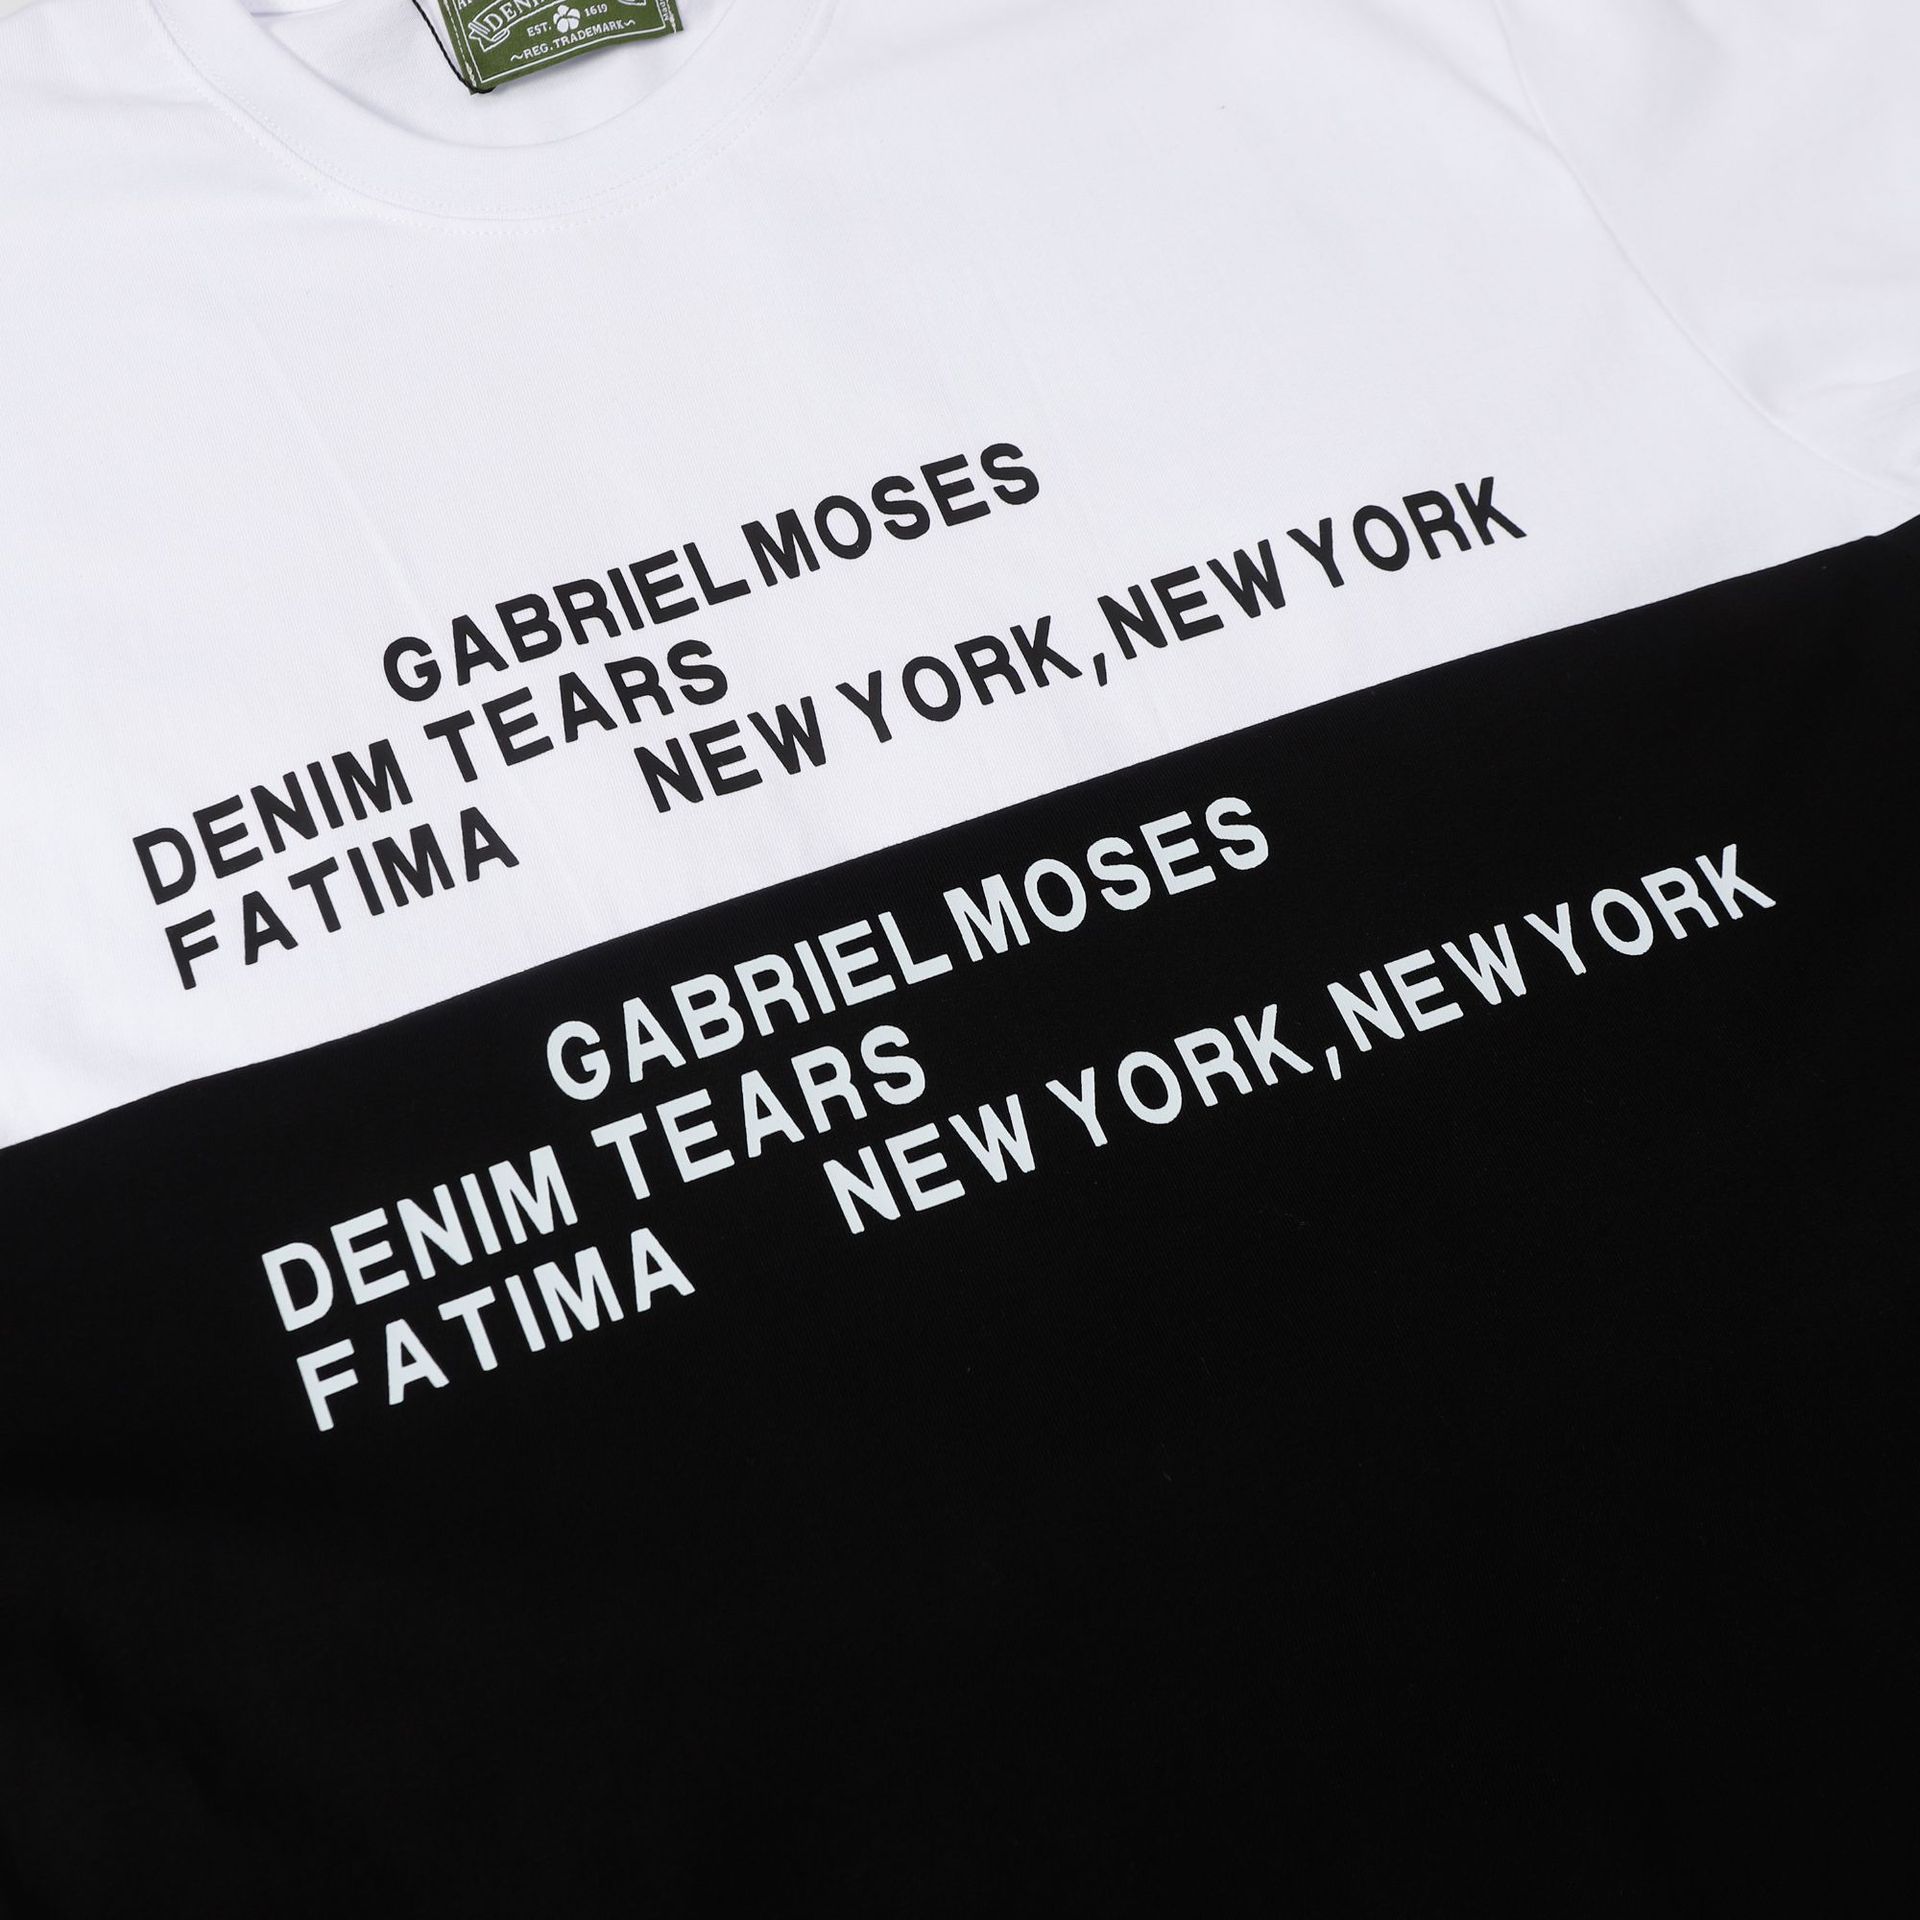 EST. 1619
~REG.TRADEMARK~
GABRIEL MOSES
DENIM TEARS
FATIMA NEW YORK, NEW YORK
GABRIEL MOSES
DENIM TEARS
FATIMA NEW YORK, NEW YORK